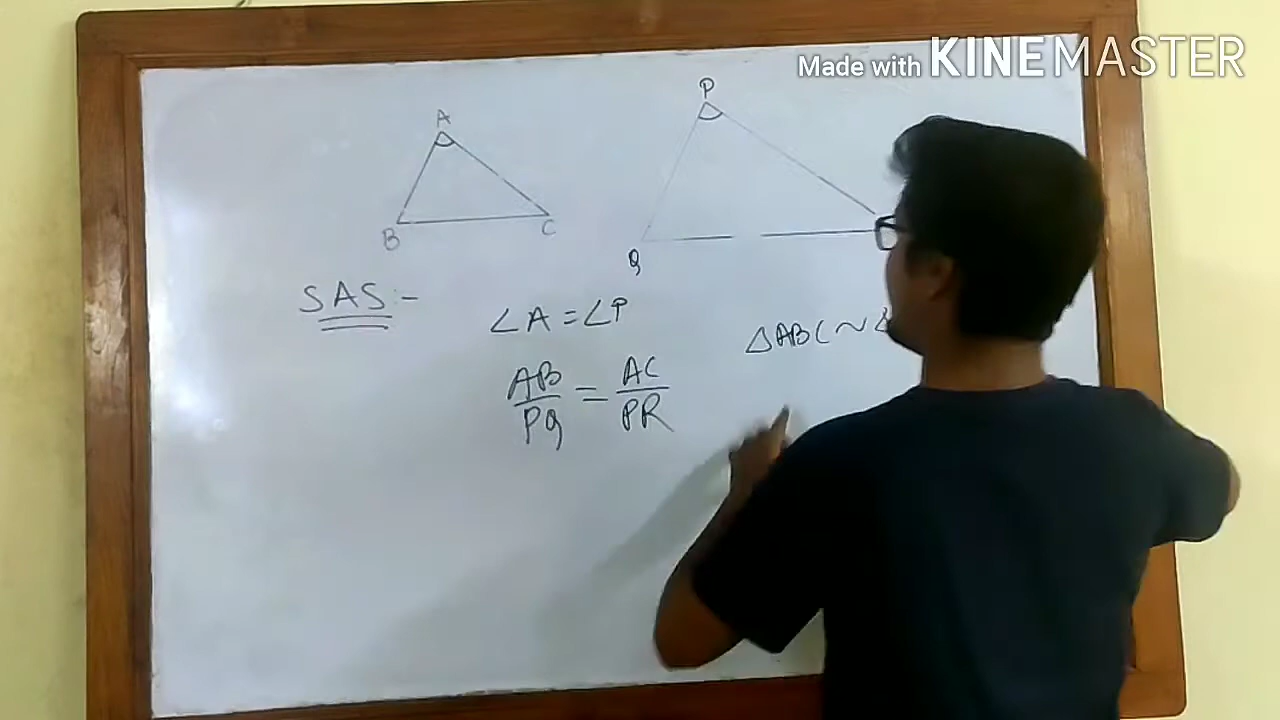 Made with KINEMASTER
A
P
B
C
Q
SAS:-
∠A = ∠P
△ABC ~ △
AB/PQ = AC/PR